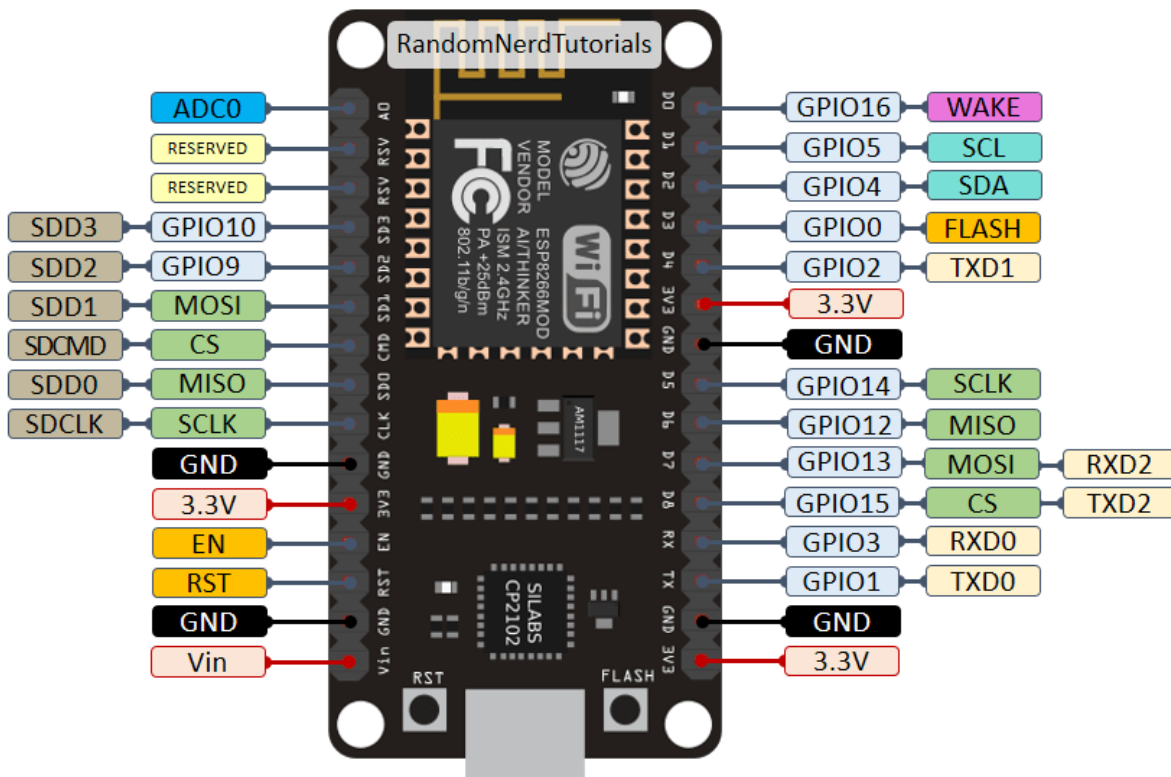 RandomNerdTutorials
ADC0
RESERVED
RESERVED
SDD3 GPIO10
SDD2 GPIO9
SDD1 MOSI
SDCMD CS
SDD0 MISO
SDCLK SCLK
GND
3.3V
EN
RST
GND
Vin
A0
RSV
RSV
SD3
SD2
SD1
CMD
SD0
CLK
GND
3V3
EN
RST
GND
Vin
MODEL ESP8266MOD
VENDOR AI/THINKER
ISM 2.4GHz
PA +25dBm
802.11b/g/n
FC
Wi Fi
AM1117
SILABS
CP2102
RST
FLASH
D0
D1
D2
D3
D4
3V3
GND
D5
D6
D7
D8
RX
TX
GND
3V3
GPIO16 WAKE
GPIO5 SCL
GPIO4 SDA
GPIO0 FLASH
GPIO2 TXD1
3.3V
GND
GPIO14 SCLK
GPIO12 MISO
GPIO13 MOSI RXD2
GPIO15 CS TXD2
GPIO3 RXD0
GPIO1 TXD0
GND
3.3V